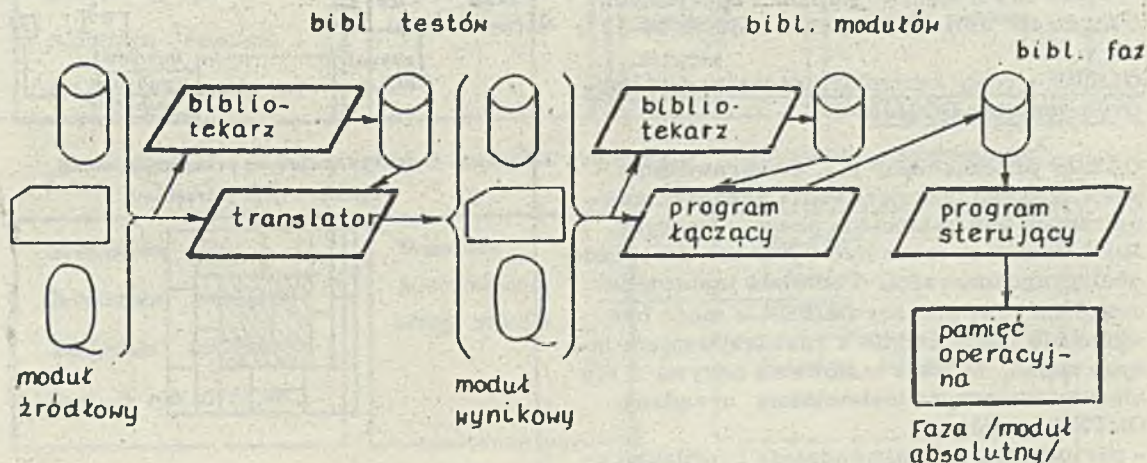 bibl. testów
bibl. modułów
bibl. faz
biblio-
tekarz
biblio-
tekarz
translator
program
łączący
program
sterujący
pamięć
operacyj-
na
moduł
źródłowy
moduł
wynikowy
Faza /moduł
absolutny/